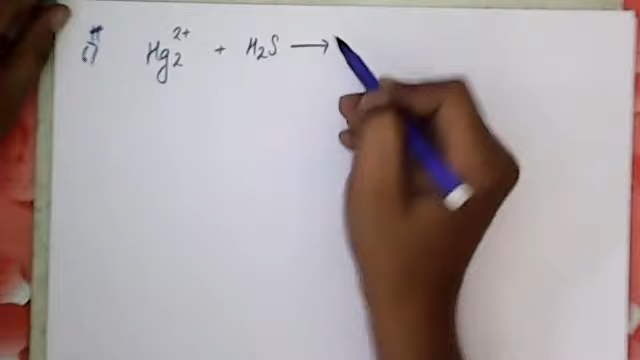 i) Hg₂²⁺ + H₂S ⟶